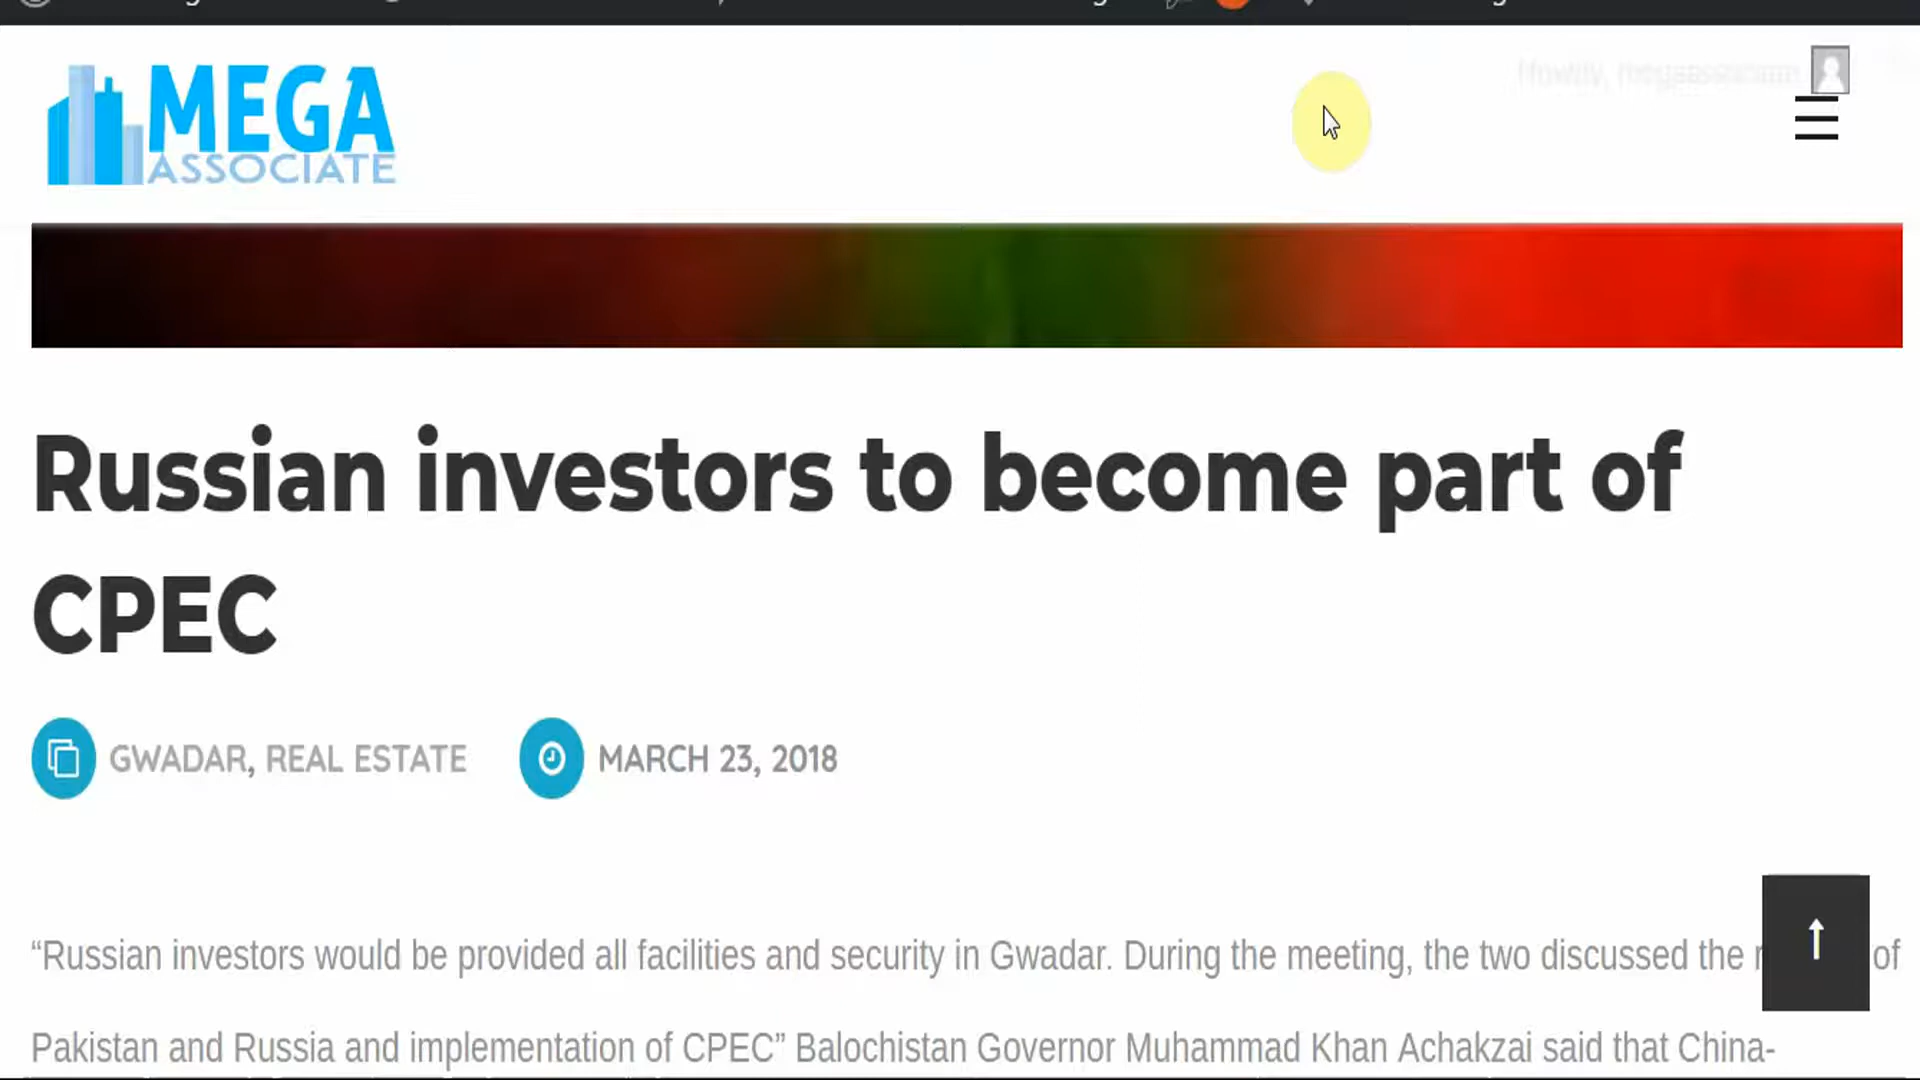 MEGA
ASSOCIATE
Russian investors to become part of
CPEC
GWADAR, REAL ESTATE MARCH 23, 2018
“Russian investors would be provided all facilities and security in Gwadar. During the meeting, the two discussed the of
Pakistan and Russia and implementation of CPEC” Balochistan Governor Muhammad Khan Achakzai said that China-